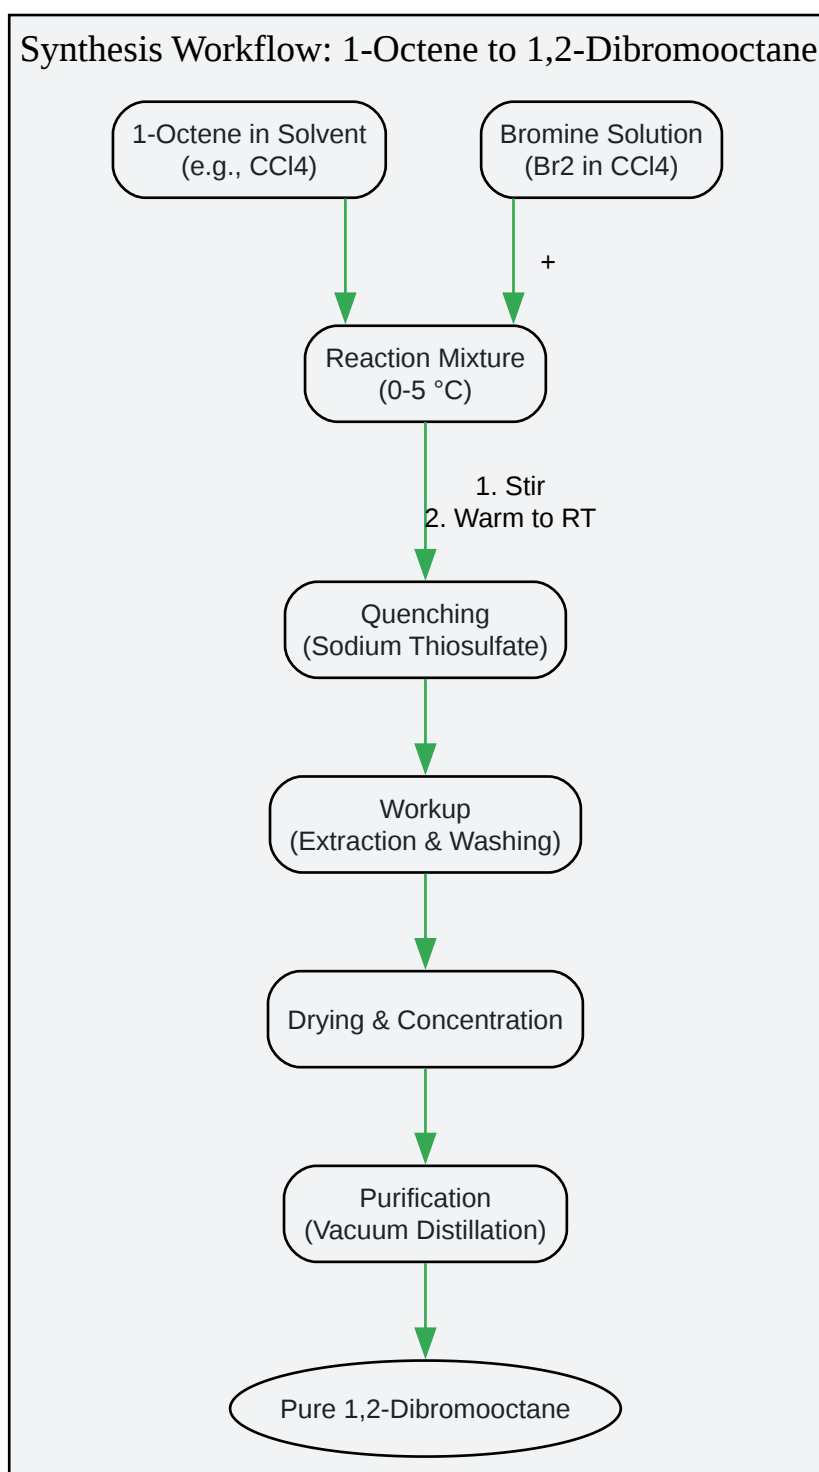 Synthesis Workflow: 1-Octene to 1,2-Dibromooctane
1-Octene in Solvent
(e.g., CCl4)
Bromine Solution
(Br2 in CCl4)
+
Reaction Mixture
(0-5 °C)
1. Stir
2. Warm to RT
Quenching
(Sodium Thiosulfate)
Workup
(Extraction & Washing)
Drying & Concentration
Purification
(Vacuum Distillation)
Pure 1,2-Dibromooctane